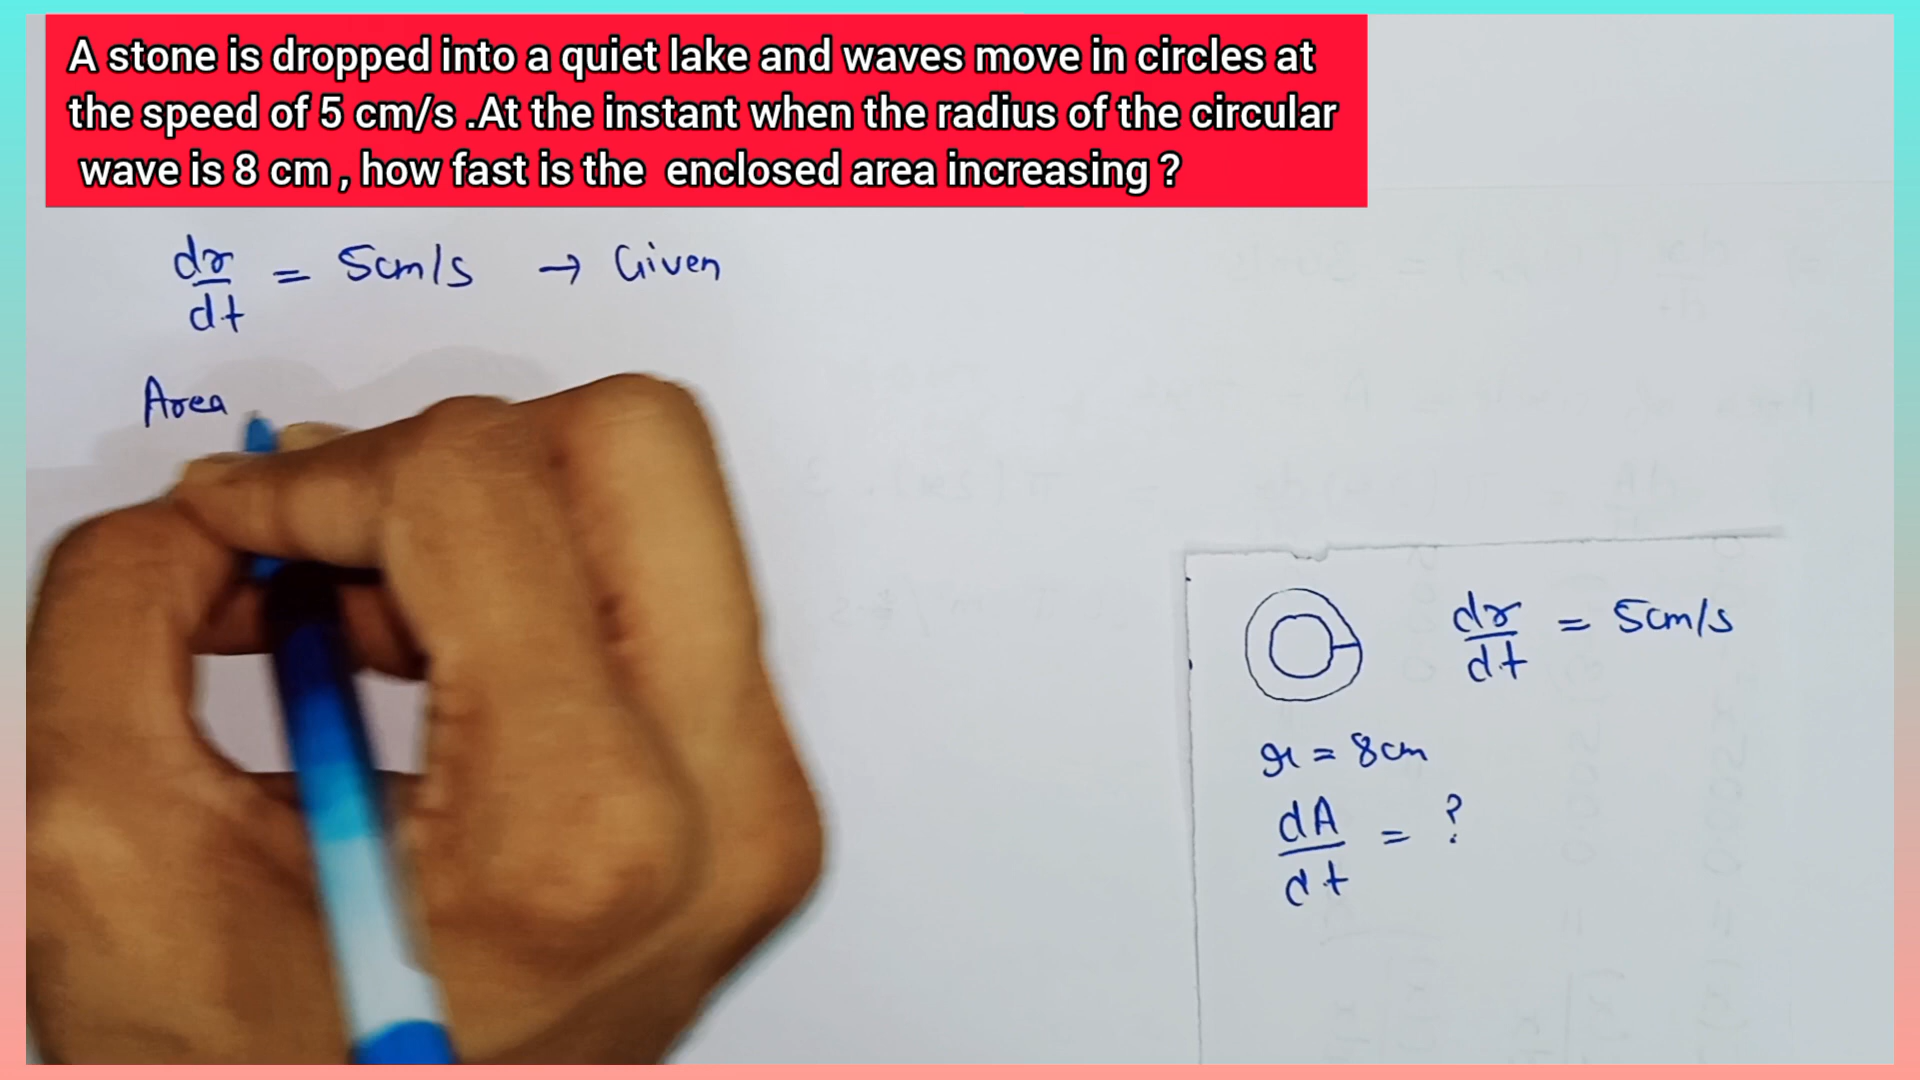 A stone is dropped into a quiet lake and waves move in circles at
the speed of 5 cm/s .At the instant when the radius of the circular
wave is 8 cm , how fast is the enclosed area increasing ?
dr/dt = 5cm/s → Given
Area
dr/dt = 5cm/s
r = 8cm
dA/dt = ?